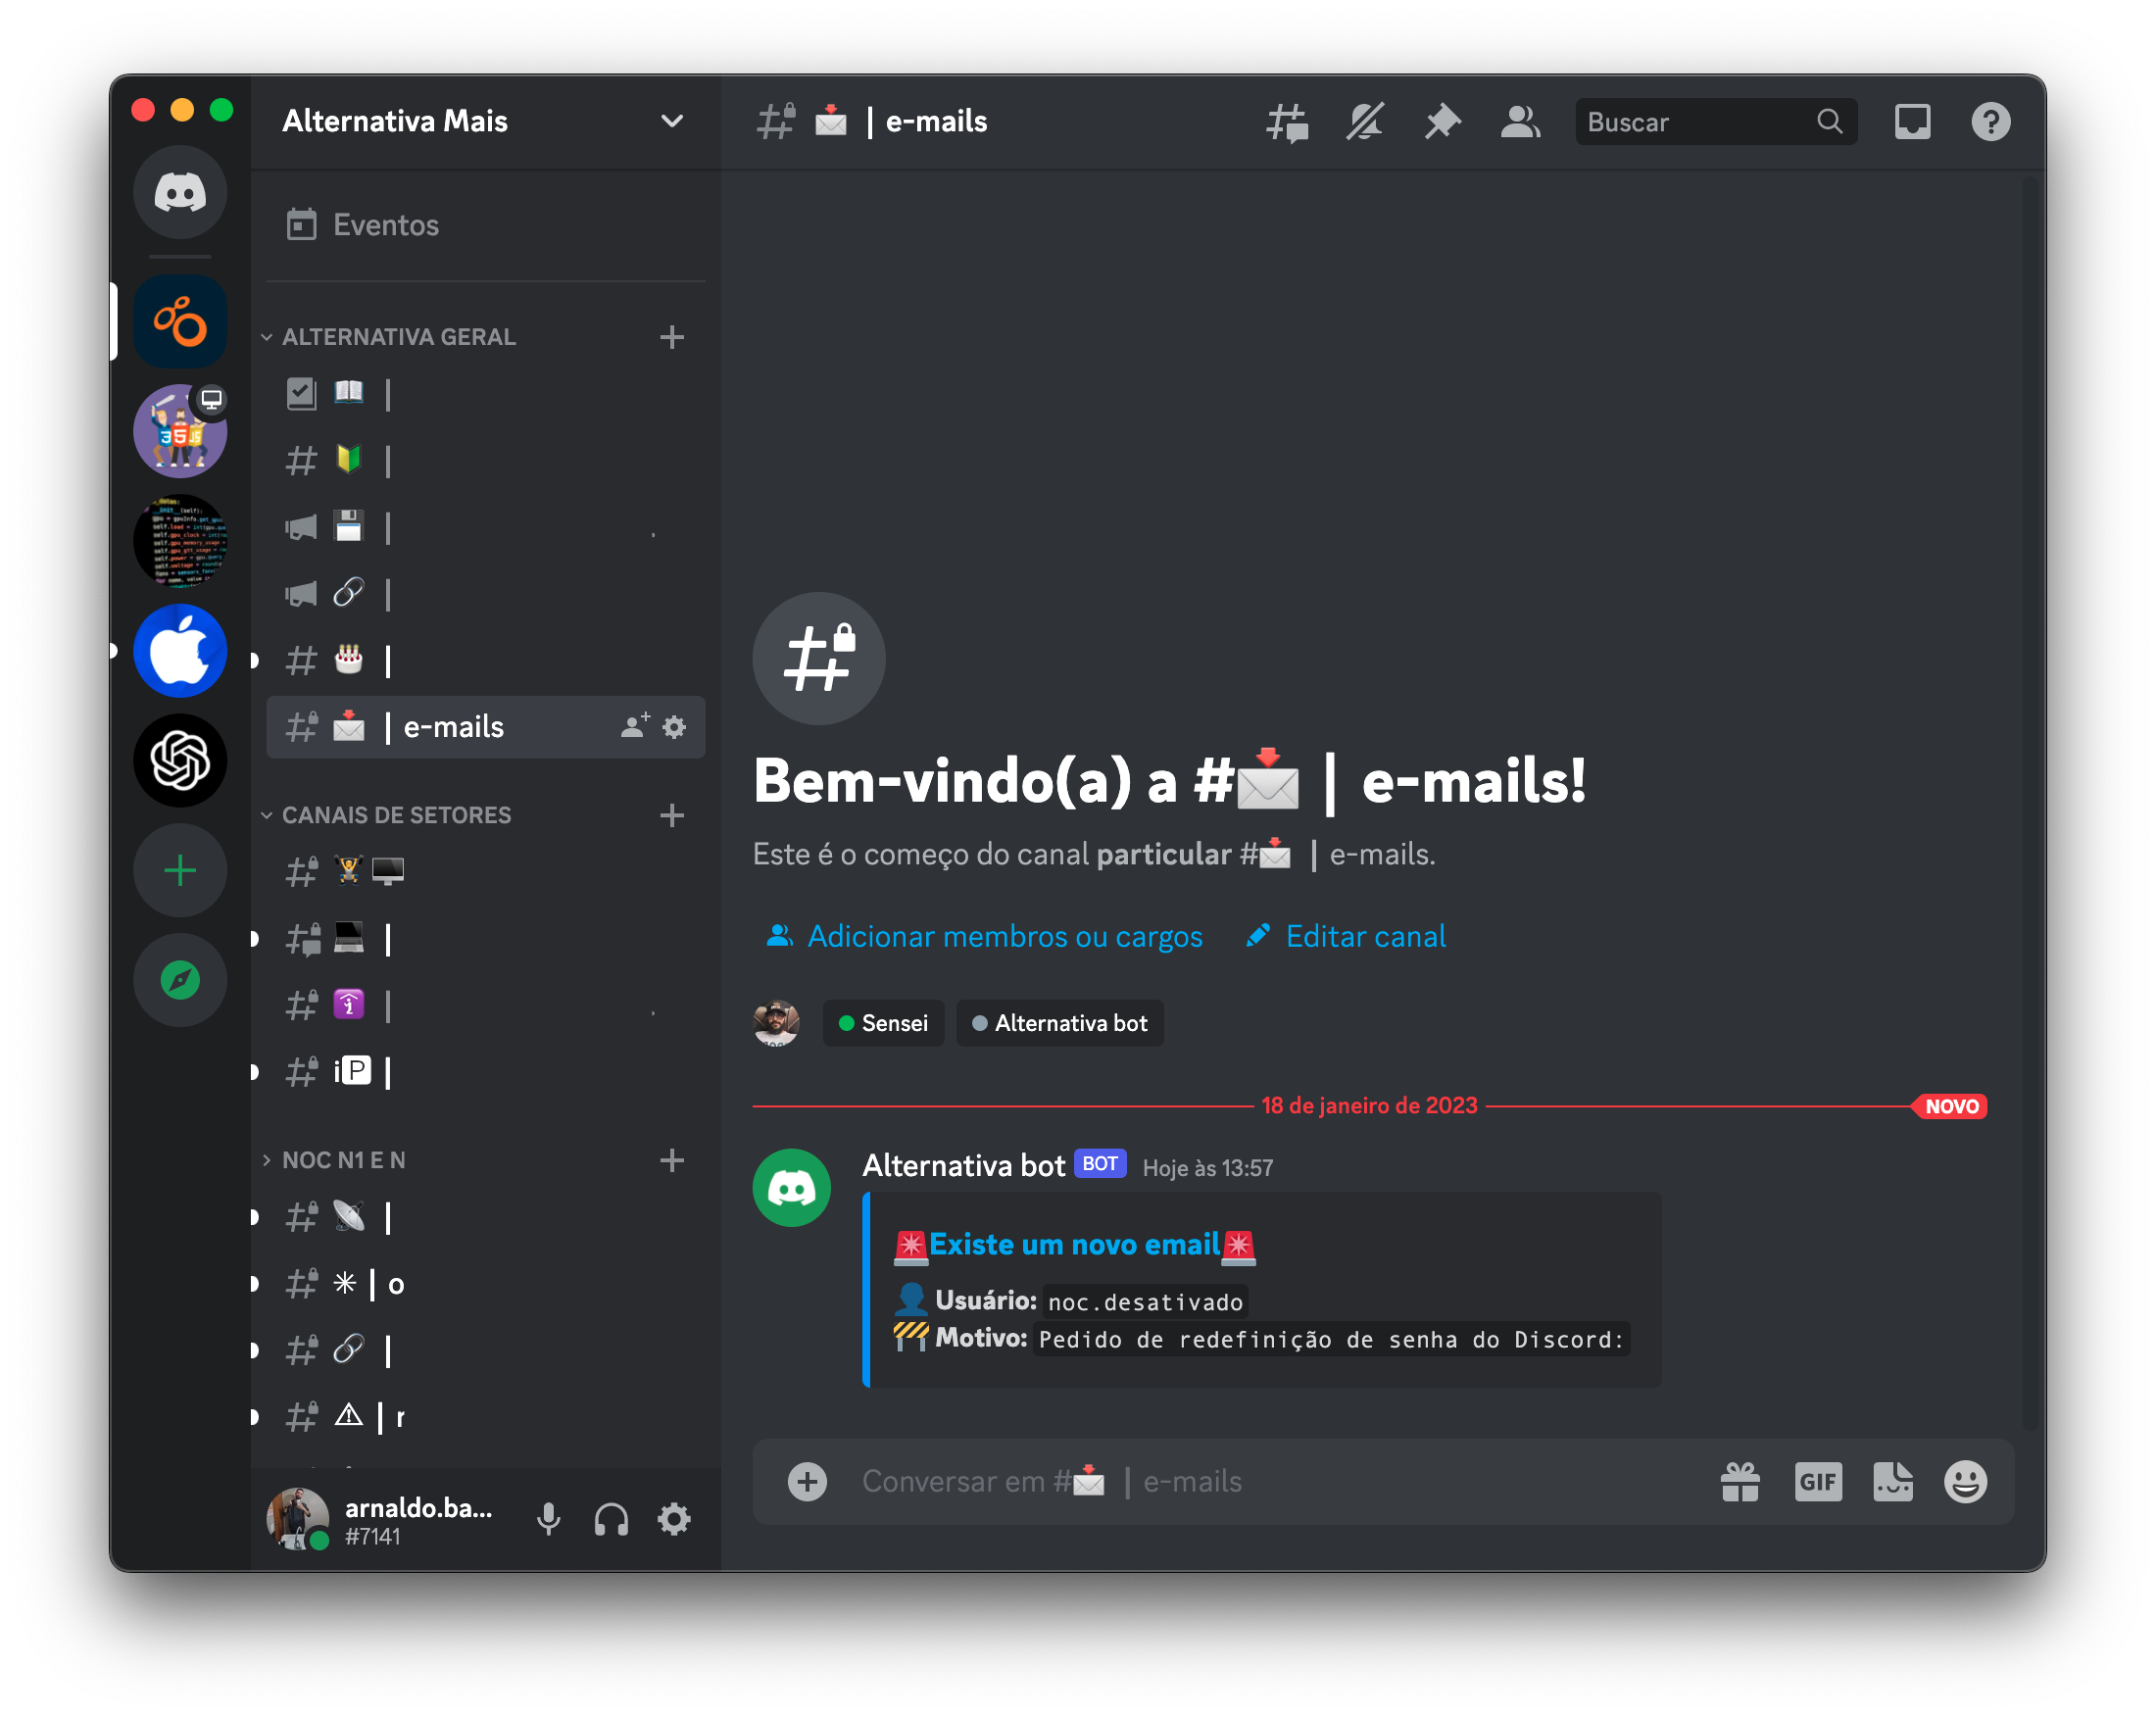 Alternativa Mais
Eventos
ALTERNATIVA GERAL
📖 |
🔰 |
💾 |
🔗 |
🎂 |
📩 | e-mails
CANAIS DE SETORES
🏋️🖥️
💻 |
🛜 |
i🅿 |
NOC N1 E N
📡 |
✳ | o
🔗 |
⚠ | r
arnaldo.ba...
#7141
📩 | e-mails
Buscar
Bem-vindo(a) a #📩 | e-mails!
Este é o começo do canal particular #📩 | e-mails.
Adicionar membros ou cargos Editar canal
Sensei Alternativa bot
18 de janeiro de 2023 NOVO
Alternativa bot BOT Hoje às 13:57
🚨Existe um novo email🚨
👤Usuário: noc.desativado
🚧Motivo: Pedido de redefinição de senha do Discord:
Conversar em #📩 | e-mails
GIF